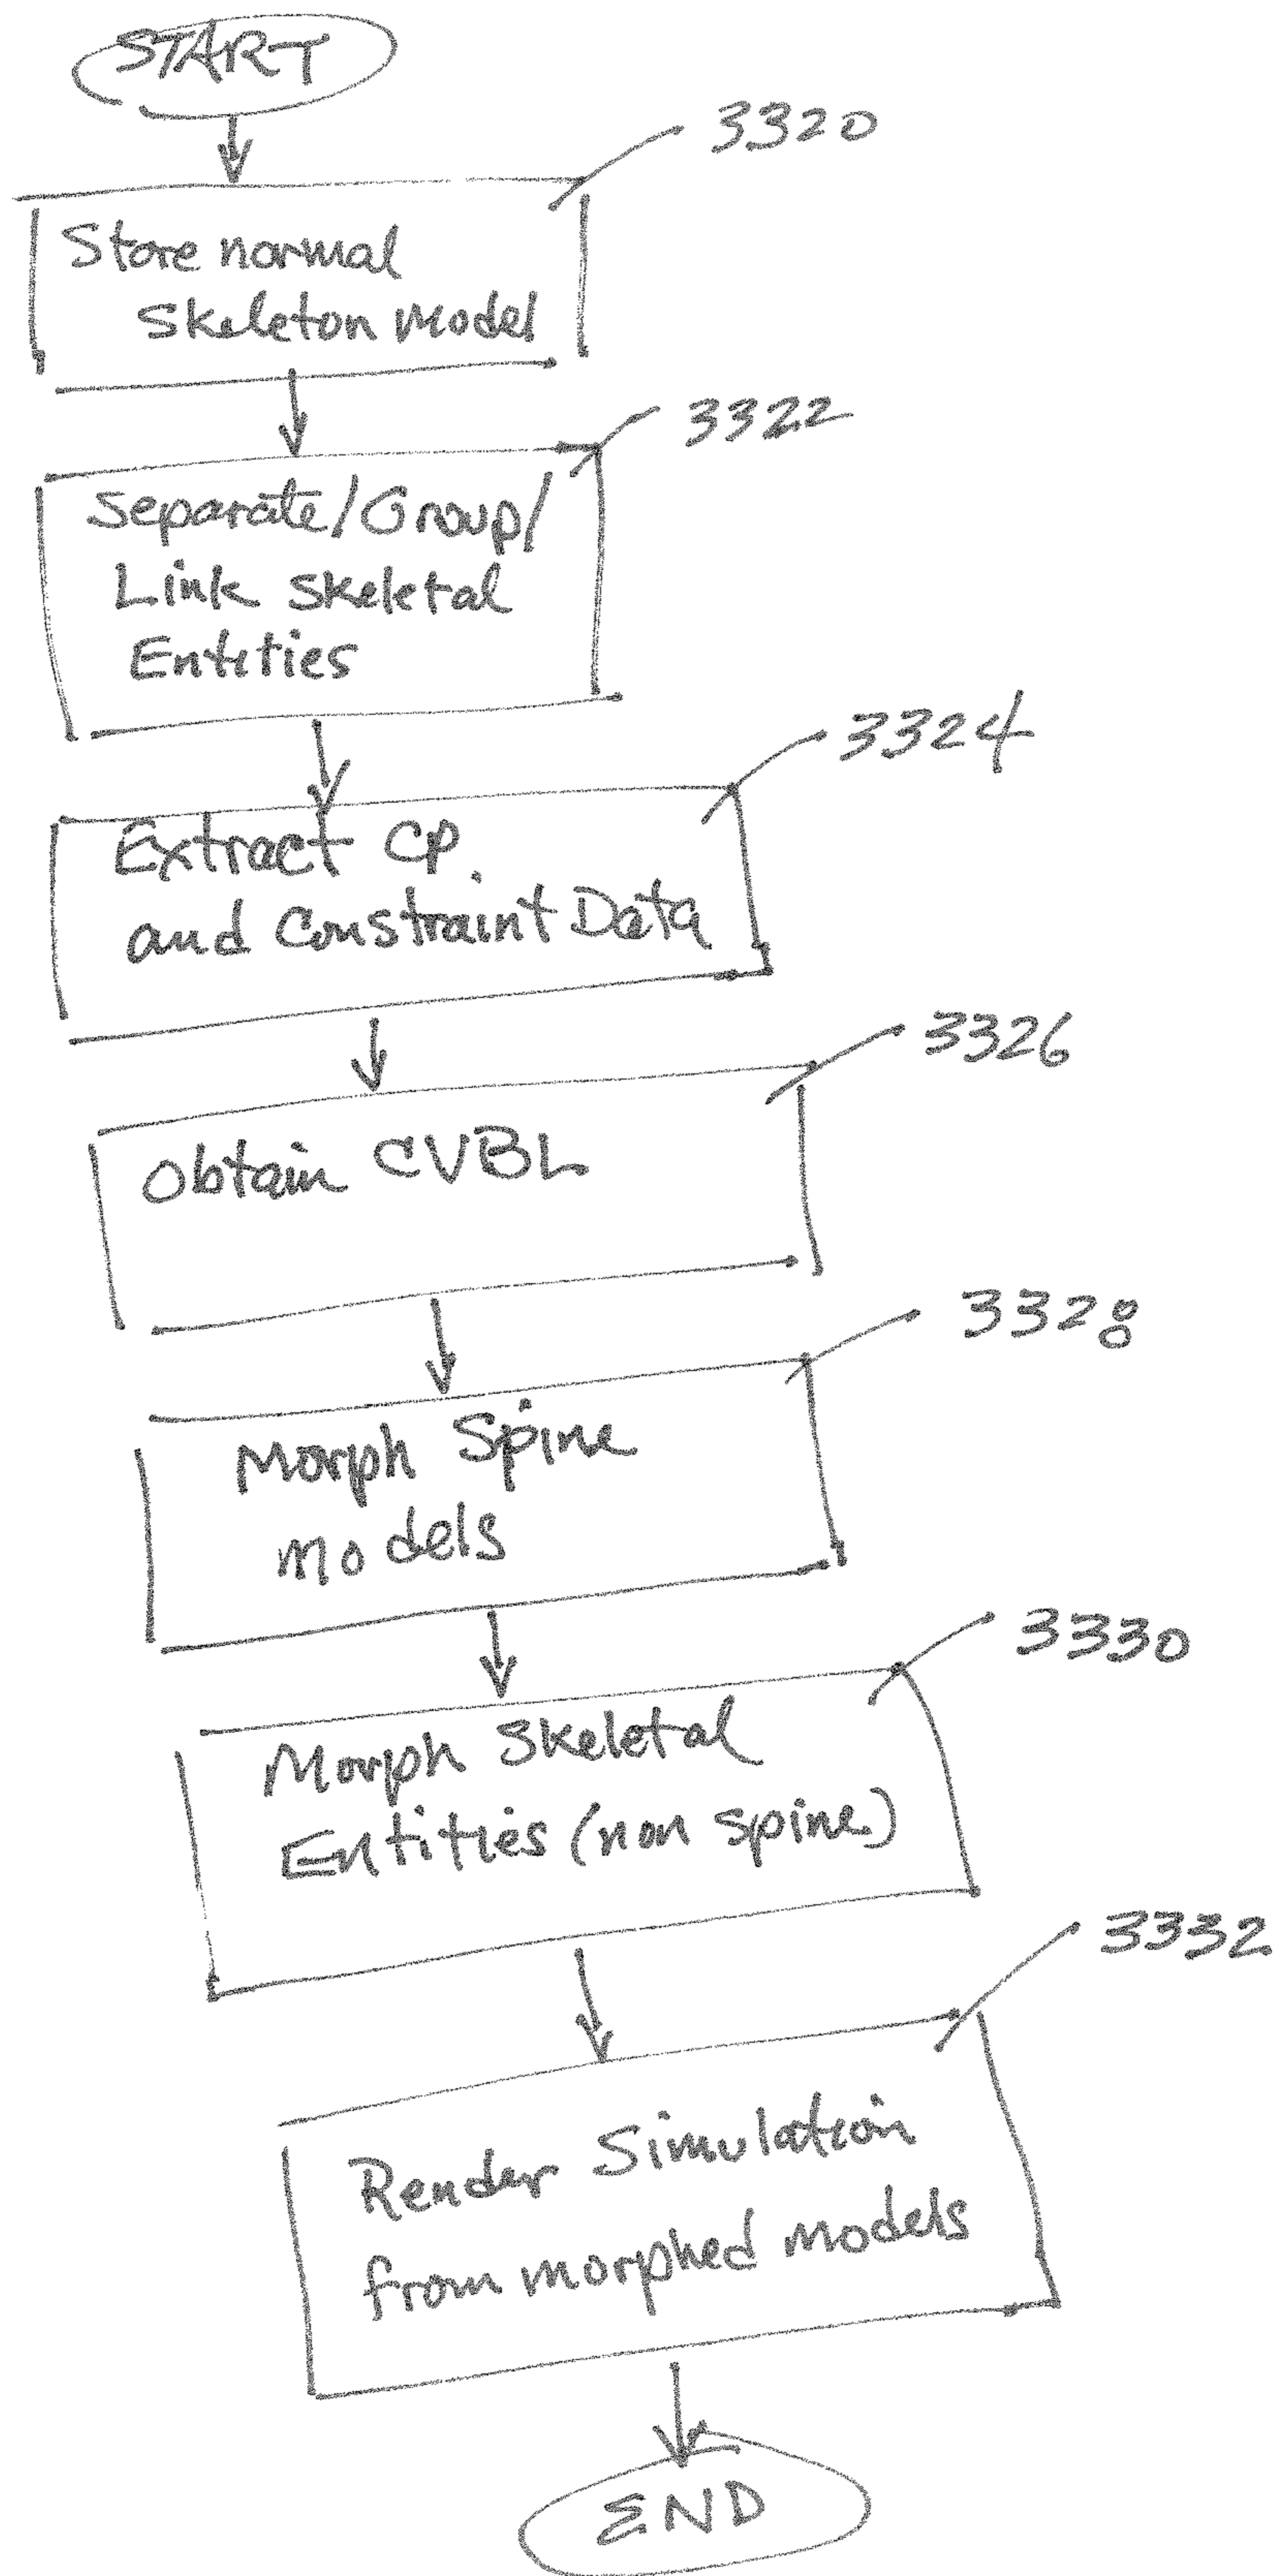 START
3320
Store normal
Skeleton Model
3322
Separate/Group/
Link Skeletal
Entities
3324
Extract CP
and Constraint Data
3326
Obtain CVBL
3328
Morph Spine
Models
3330
Morph Skeletal
Entities (non spine)
3332
Render Simulation
from morphed models
END